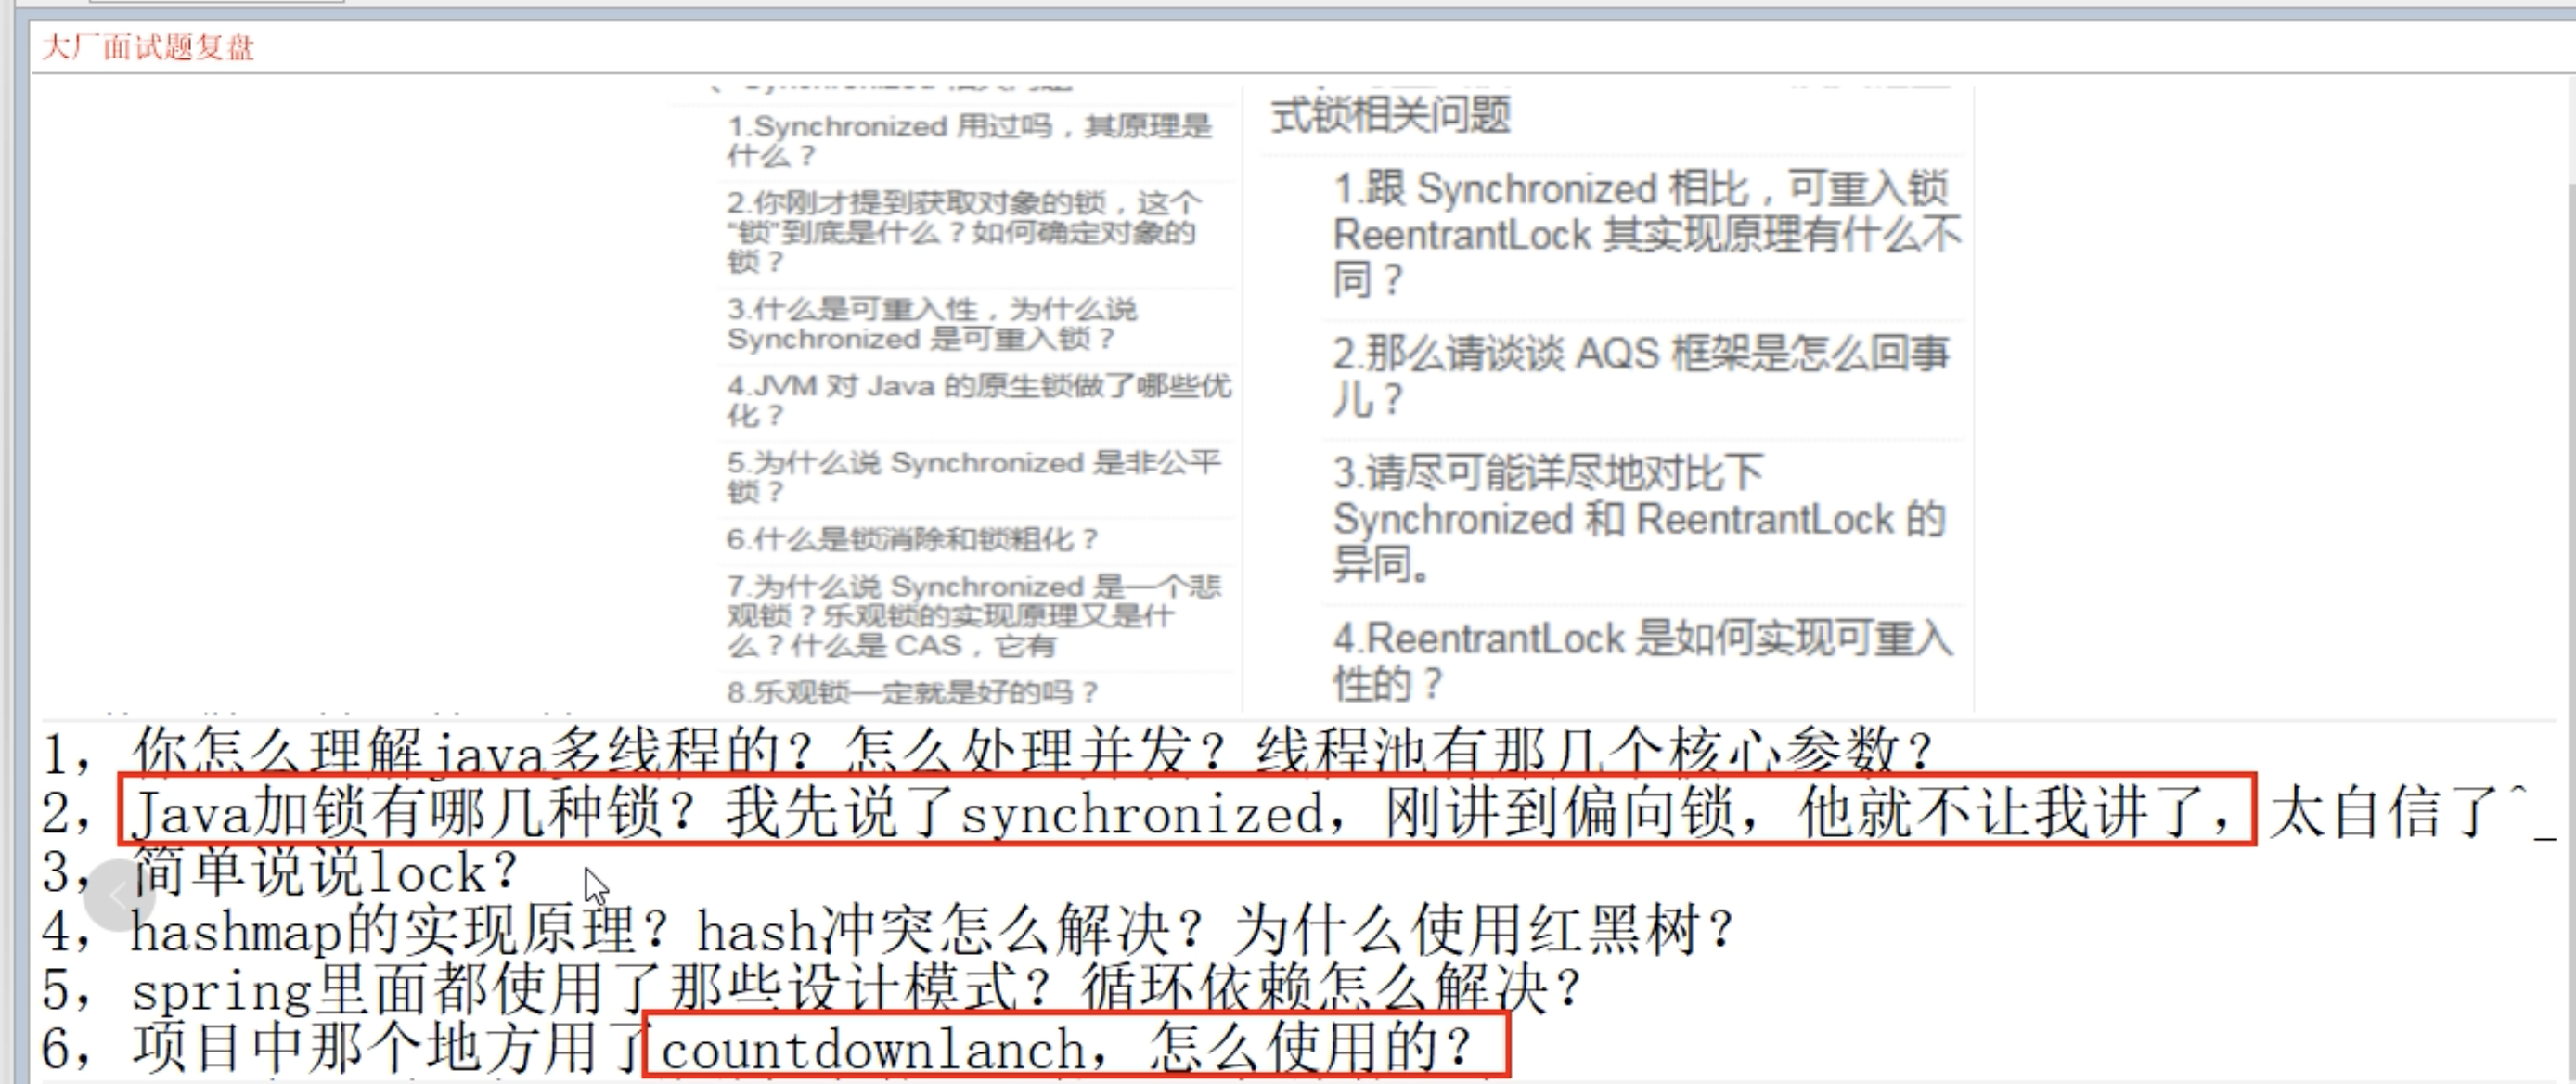 大厂面试题复盘
1.Synchronized 用过吗，其原理是
什么？
2.你刚才提到获取对象的锁，这个
“锁”到底是什么？如何确定对象的
锁？
3.什么是可重入性，为什么说
Synchronized 是可重入锁？
4.JVM 对 Java 的原生锁做了哪些优
化？
5.为什么说 Synchronized 是非公平
锁？
6.什么是锁消除和锁粗化？
7.为什么说 Synchronized 是一个悲
观锁？乐观锁的实现原理又是什
么？什么是 CAS，它有
8.乐观锁一定就是好的吗？
式锁相关问题
1.跟 Synchronized 相比，可重入锁
ReentrantLock 其实现原理有什么不
同？
2.那么请谈谈 AQS 框架是怎么回事
儿？
3.请尽可能详尽地对比下
Synchronized 和 ReentrantLock 的
异同。
4.ReentrantLock 是如何实现可重入
性的？
1，你怎么理解java多线程的？怎么处理并发？线程池有那几个核心参数？
2，Java加锁有哪几种锁？我先说了synchronized，刚讲到偏向锁，他就不让我讲了，太自信了^_
3，简单说说lock？
4，hashmap的实现原理？hash冲突怎么解决？为什么使用红黑树？
5，spring里面都使用了那些设计模式？循环依赖怎么解决？
6，项目中那个地方用了countdownlanch，怎么使用的？